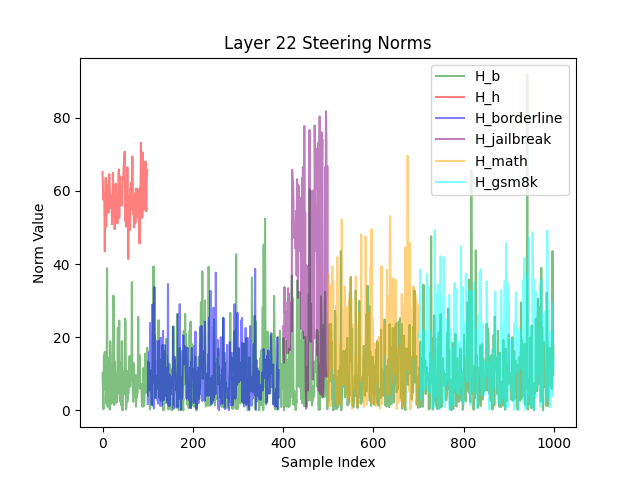 Layer 22 Steering Norms
H_b
H_h
H_borderline
H_jailbreak
H_math
H_gsm8k
Norm Value
80
60
40
20
0
0
200
400
600
800
1000
Sample Index